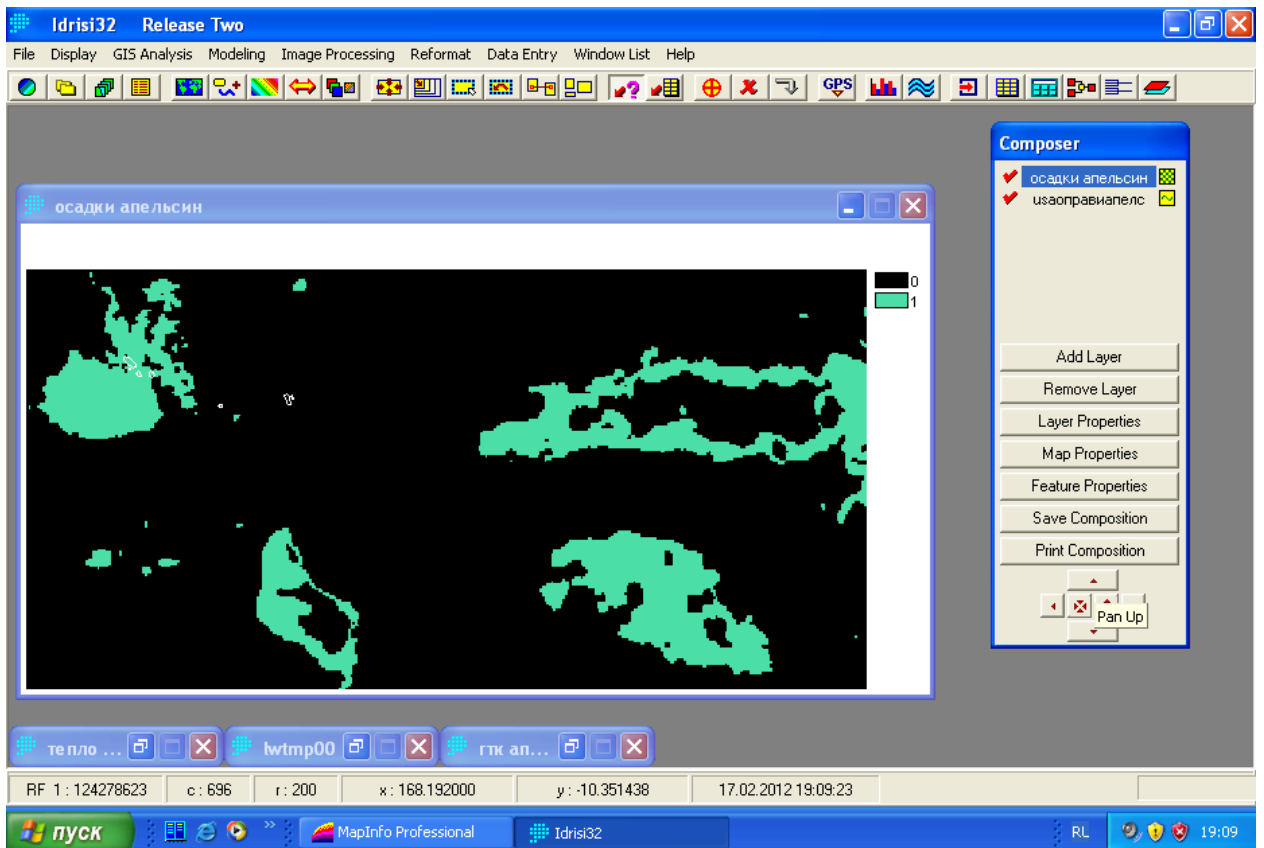 Idrisi32 Release Two
File Display GIS Analysis Modeling Image Processing Reformat Data Entry Window List Help
GPS
Composer
осадки апельсин
usaоправиапелс
осадки апельсин
0
1
Add Layer
Remove Layer
Layer Properties
Map Properties
Feature Properties
Save Composition
Print Composition
Pan Up
тепло ... lwtmp00 гтк ап...
RF 1 : 124278623 c : 696 r : 200 x : 168.192000 y : -10.351438 17.02.2012 19:09:23
пуск » MapInfo Professional Idrisi32 RL 19:09